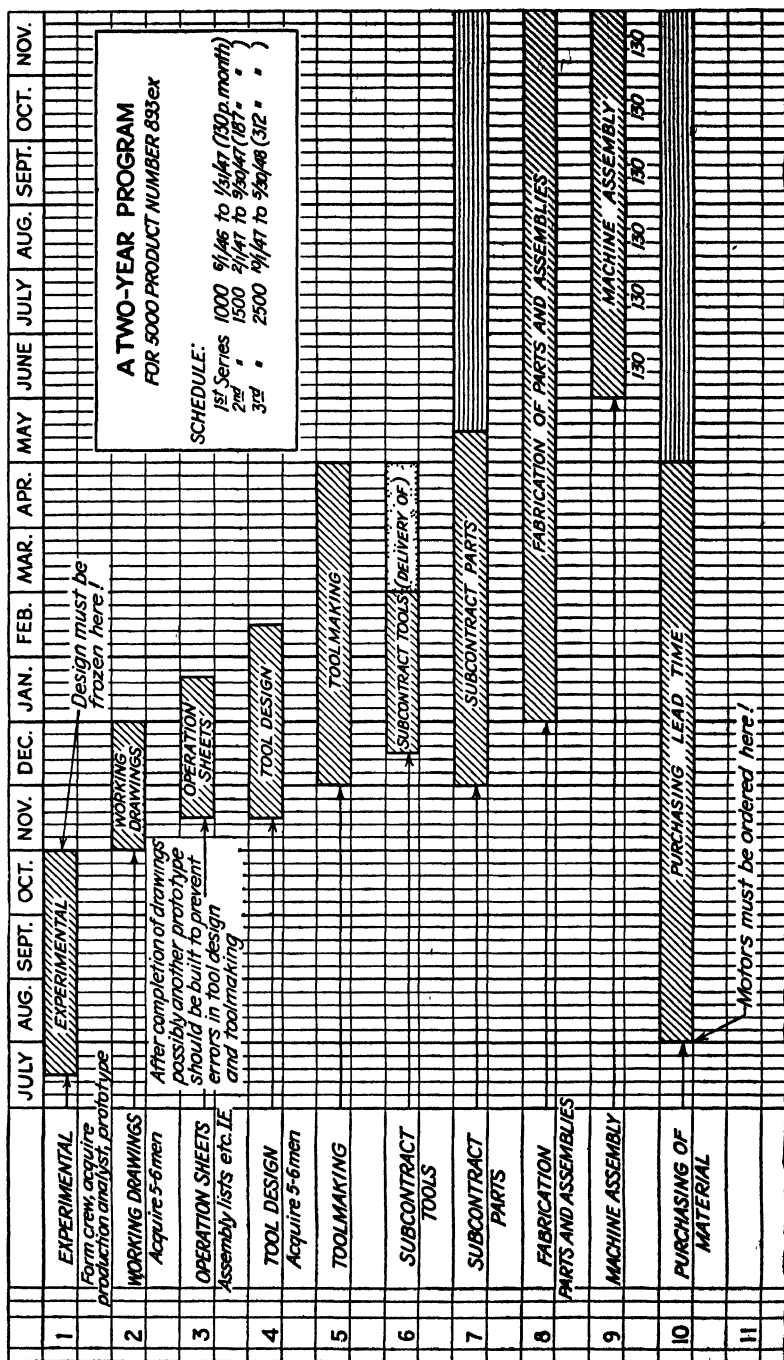 JULY AUG. SEPT. OCT. NOV. DEC. JAN. FEB. MAR. APR. MAY JUNE JULY AUG. SEPT. OCT. NOV.
A TWO-YEAR PROGRAM
FOR 5000 PRODUCT NUMBER 893ex
SCHEDULE:
1st Series 1000 6/1/46 to 1/31/47 (130 p. month)
2nd " 1500 2/1/47 to 9/30/47 (187 " " )
3rd " 2500 10/1/47 to 5/30/48 (312 " " )
1 EXPERIMENTAL
Form crew, acquire
production analyst, prototype
EXPERIMENTAL
Design must be
frozen here!
2 WORKING DRAWINGS
Acquire 5-6 men
WORKING
DRAWINGS
After completion of drawings
possibly another prototype
should be built to prevent
errors in tool design
and toolmaking
3 OPERATION SHEETS
Assembly lists etc. I.E.
OPERATION
SHEETS
4 TOOL DESIGN
Acquire 5-6 men
TOOL DESIGN
5 TOOLMAKING
TOOLMAKING
6 SUBCONTRACT
TOOLS
SUBCONTRACT TOOLS (DELIVERY OF)
7 SUBCONTRACT
PARTS
SUBCONTRACT PARTS
8 FABRICATION
PARTS AND ASSEMBLIES
FABRICATION OF PARTS AND ASSEMBLIES
9 MACHINE ASSEMBLY
MACHINE ASSEMBLY
130 130 130 130 130 130
10 PURCHASING OF
MATERIAL
PURCHASING LEAD TIME
Motors must be ordered here!
11